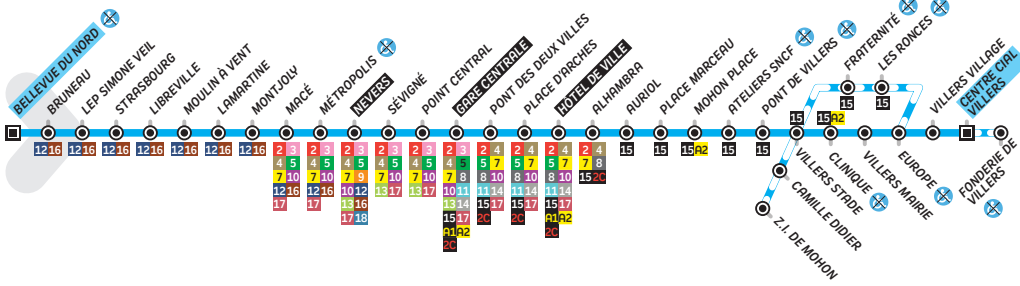 BELLEVUE DU NORD
BRUNEAU
12 16
LEP SIMONE VEIL
12 16
STRASBOURG
12 16
LIBREVILLE
12 16
MOULIN À VENT
12 16
LAMARTINE
12 16
MONTJOLY
12 16
MACÉ
2 3
4 5
7 10
12 16
17
MÉTROPOLIS
2 3
4 5
7 10
12 16
17
NEVERS
2 3
4 5
7 9
10 12
13 16
17 18
SÉVIGNÉ
2 3
4 5
7 10
13 17
POINT CENTRAL
2 3
4 5
7 10
13 17
GARE CENTRALE
2 3
4 5
7 8
10 11
13 14
15 17
A1 A2
2C
PONT DES DEUX VILLES
2 4
5 7
8 10
11 14
15 17
2C
PLACE D'ARCHES
2 4
5 7
8 10
11 14
15 17
2C
HÔTEL DE VILLE
2 4
5 7
8 10
11 14
15 17
A1 A2
2C
ALHAMBRA
2 4
7 8
15 2C
AURIOL
15
PLACE MARCEAU
15
MOHON PLACE
15 A2
ATELIERS SNCF
15
PONT DE VILLERS
15
15
VILLERS STADE
CAMILLE DIDIER
Z.I. DE MOHON
15 A2
CLINIQUE
FRATERNITÉ
15
LES RONCES
15
VILLERS MAIRIE
EUROPE
VILLERS VILLAGE
CENTRE CIAL
VILLERS
FONDERIE DE
VILLERS